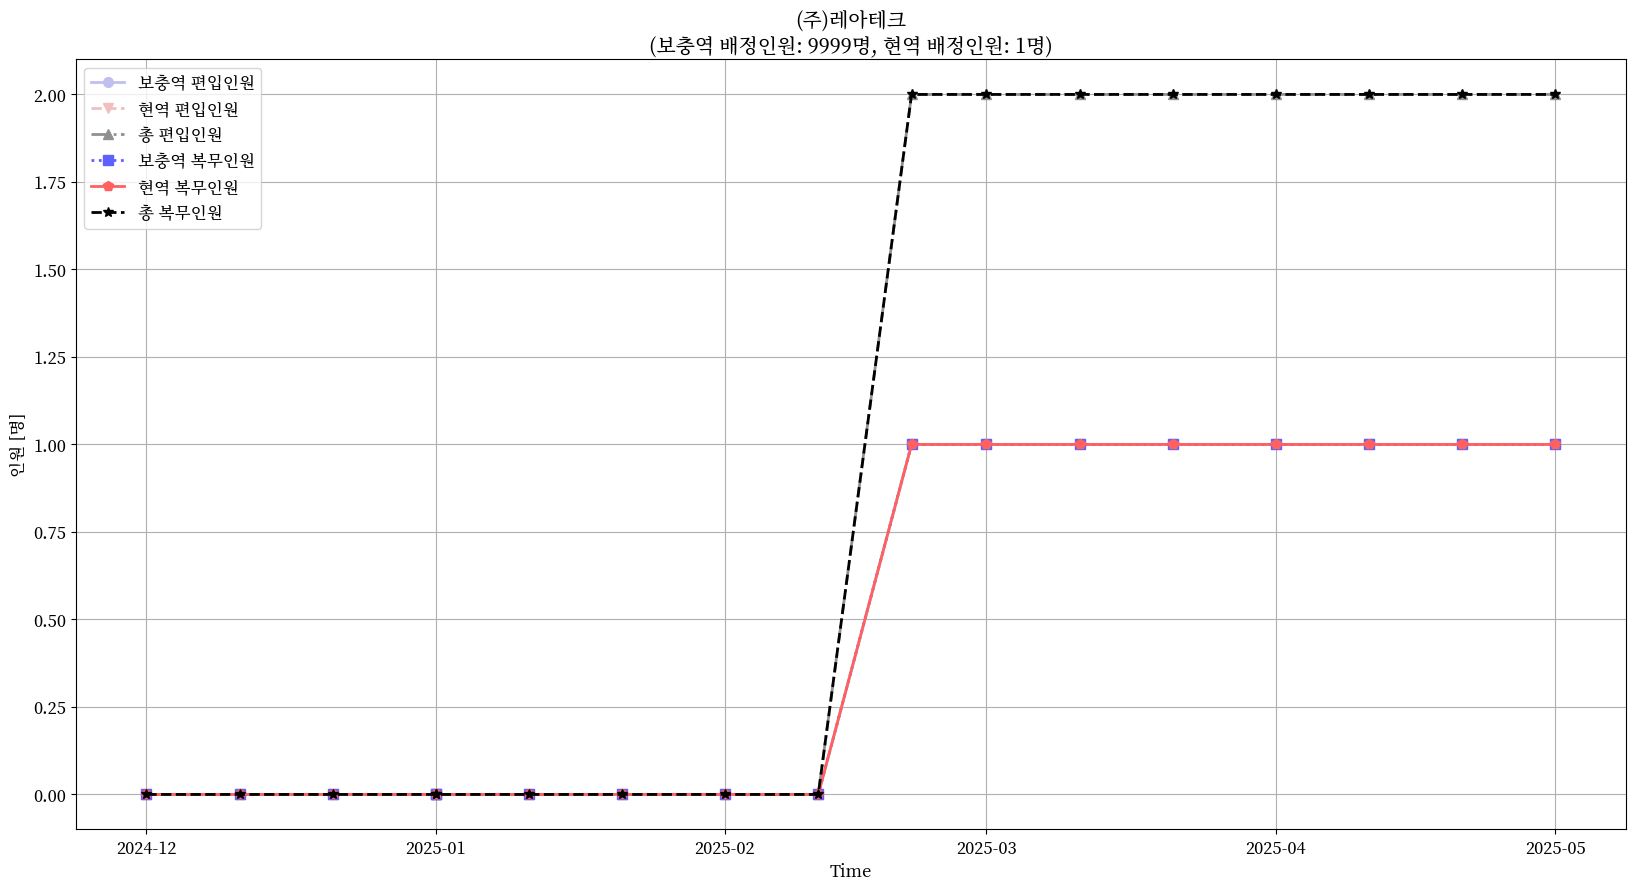 (주)레아테크
(보충역 배정인원: 9999명, 현역 배정인원: 1명)
보충역 편입인원
현역 편입인원
총 편입인원
보충역 복무인원
현역 복무인원
총 복무인원
인원 [명]
2.00
1.75
1.50
1.25
1.00
0.75
0.50
0.25
0.00
2024-12
2025-01
2025-02
2025-03
2025-04
2025-05
Time